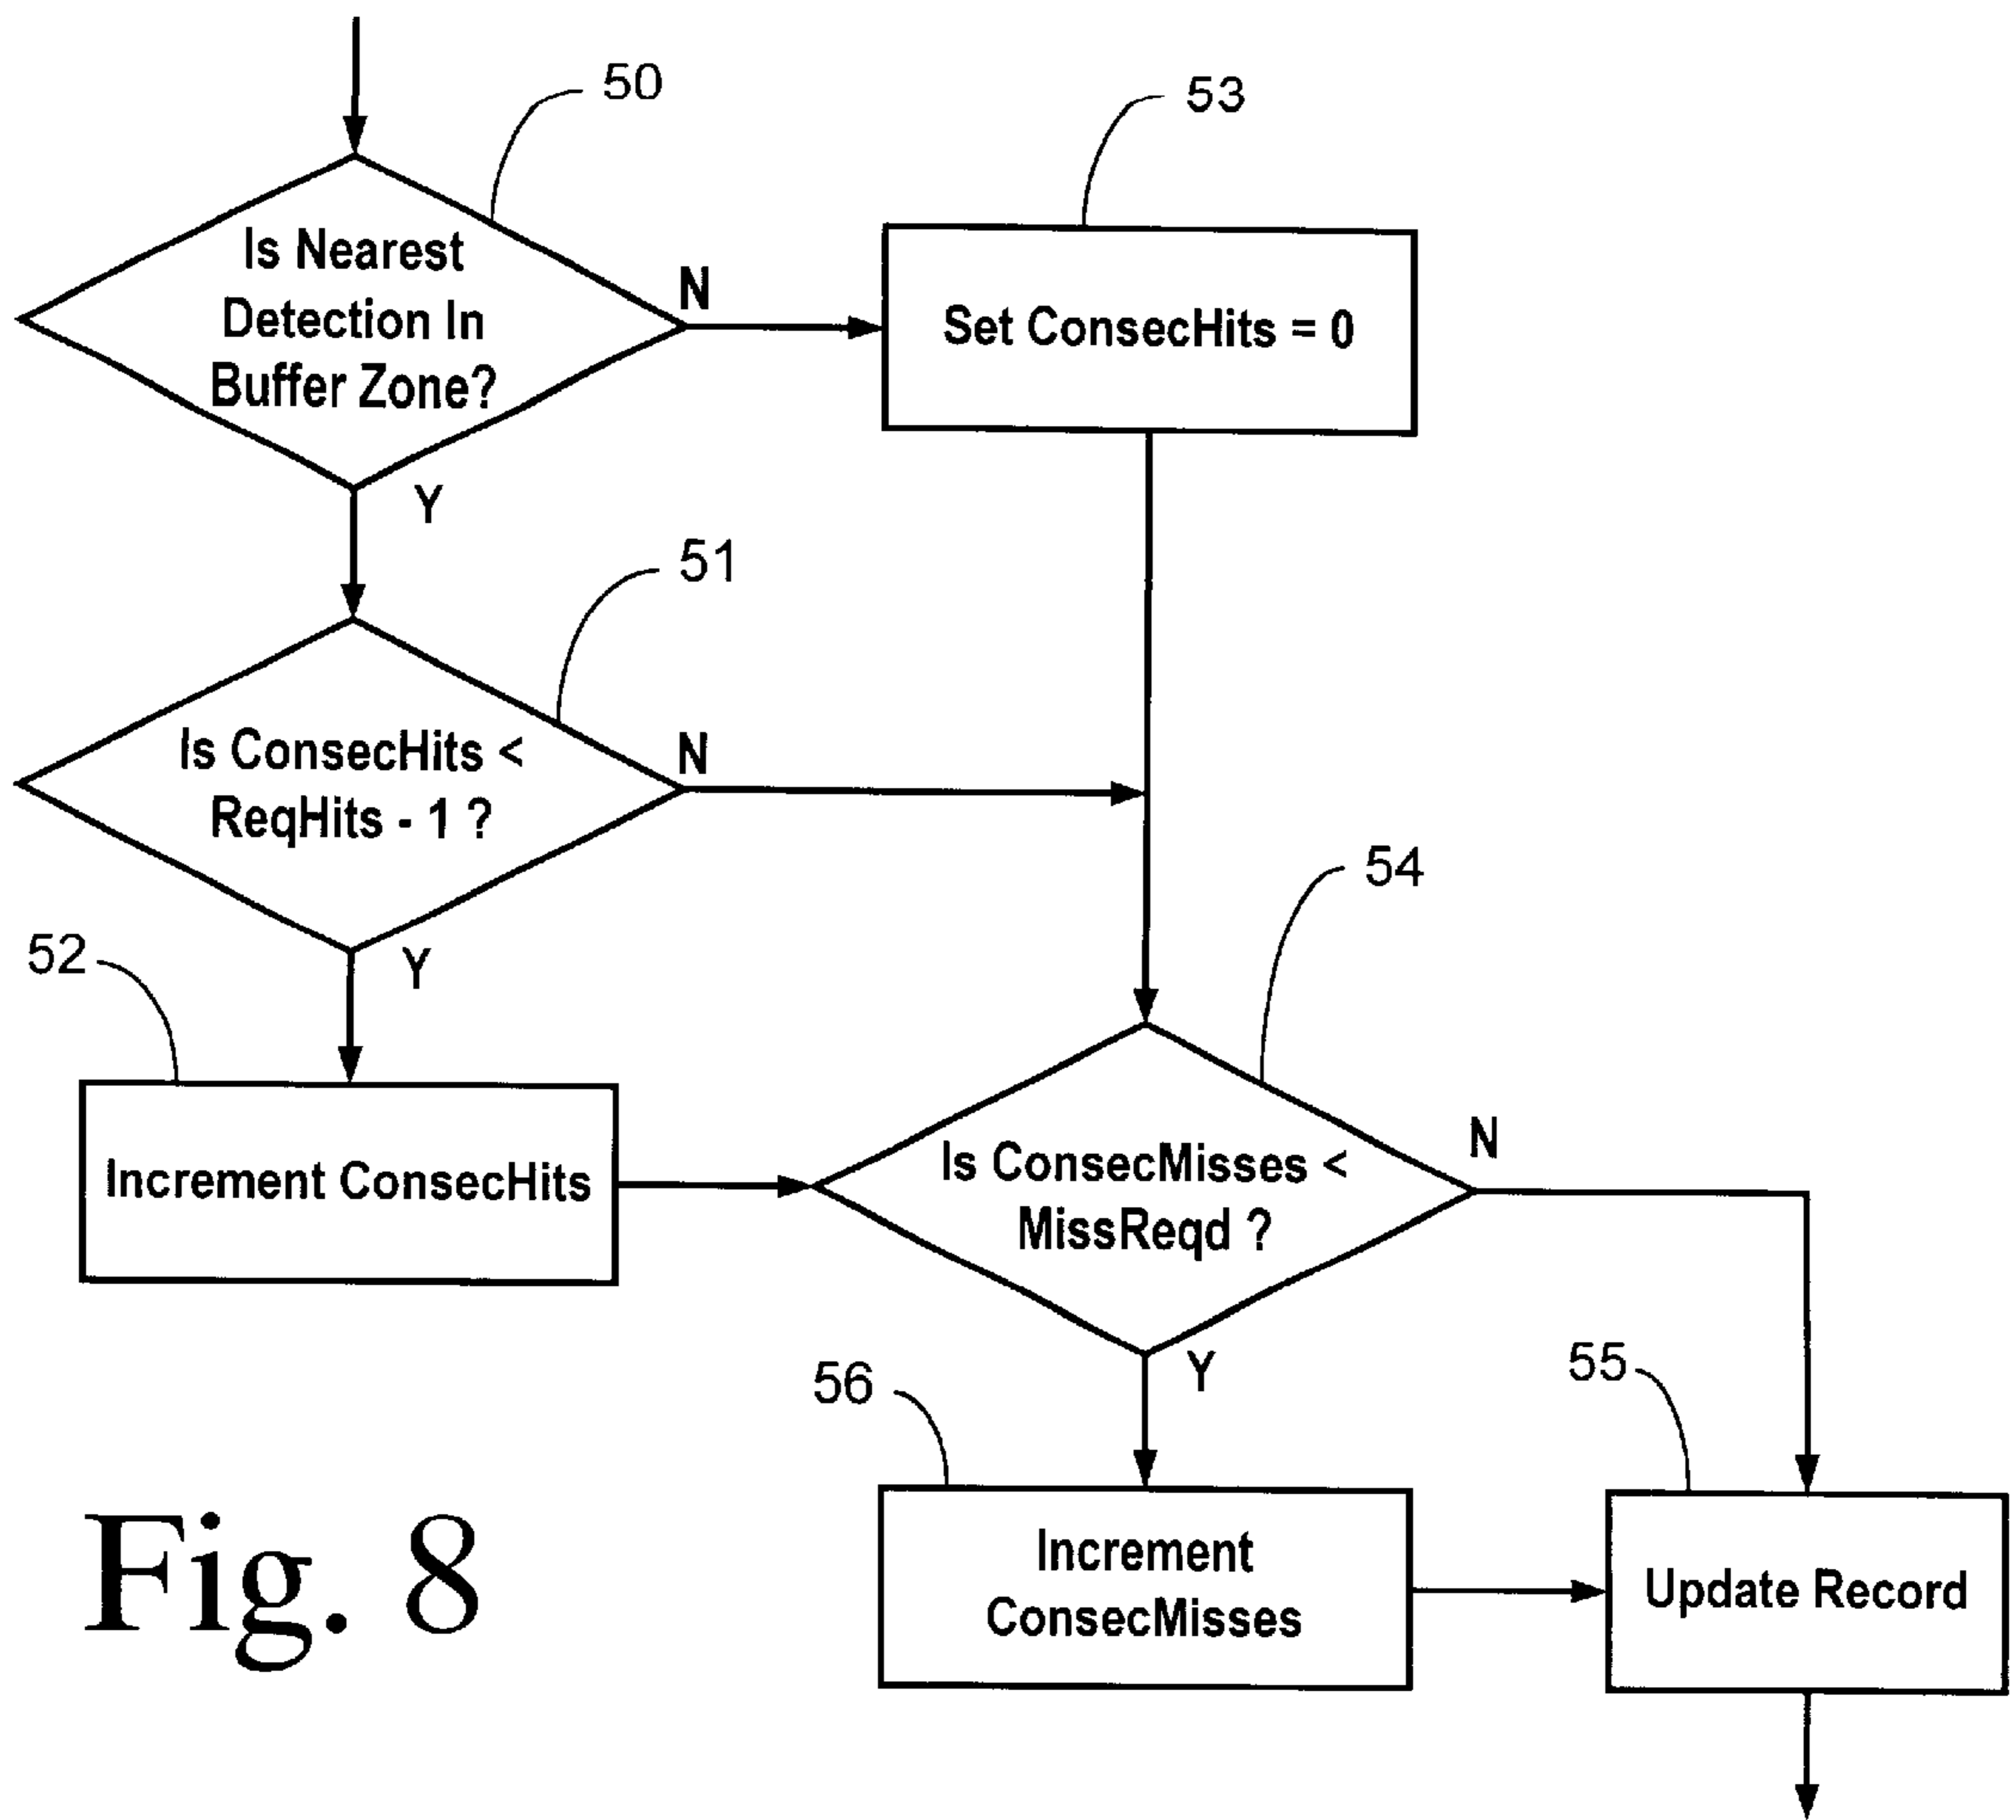 50
Is Nearest
Detection In
Buffer Zone?
N
Y
53
Set ConsecHits = 0
51
Is ConsecHits <
ReqHits - 1 ?
N
Y
52
Increment ConsecHits
54
Is ConsecMisses <
MissReqd ?
N
Y
56
Increment
ConsecMisses
55
Update Record
Fig. 8